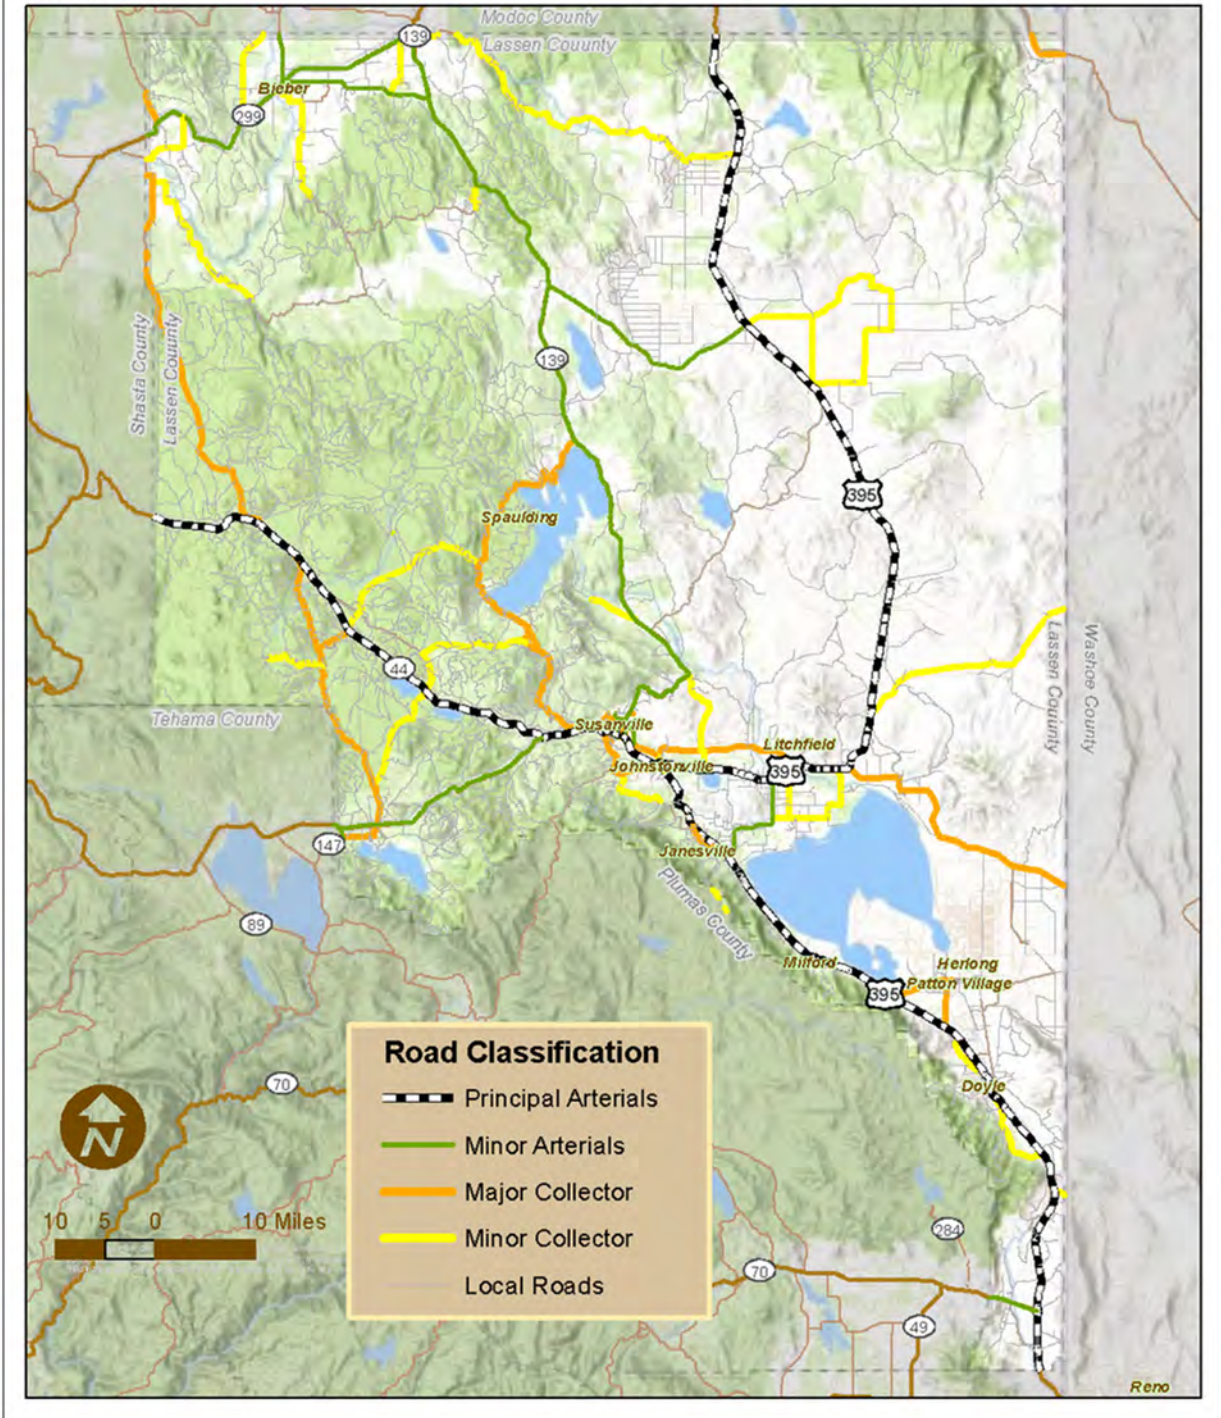 Modoc County
139
Lassen Couunty
Bieber
299
Shasta County
Lassen Couunty
139
395
Spaulding
Lassen Couunty
Washoe County
44
Tehama County
Susanville
Litchfield
Johnstonville
395
147
Janesville
Plumas County
89
Milford
Herlong
395
Patton Village
Road Classification
Principal Arterials
70
Doyle
Minor Arterials
N
Major Collector
10 5 0 10 Miles
Minor Collector
284
Local Roads
70
49
Reno